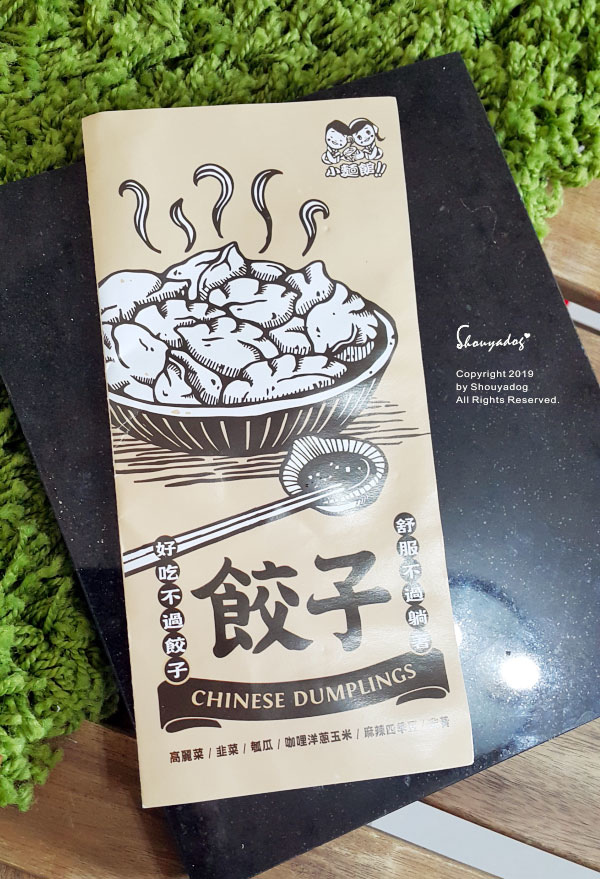 小麵館!!
Shouyadog
Copyright 2019
by Shouyadog
All Rights Reserved.
舒服不過躺著
好吃不過餃子
餃子
CHINESE DUMPLINGS
高麗菜 / 韭菜 / 瓠瓜 / 咖哩洋蔥玉米 / 麻辣四季豆 /